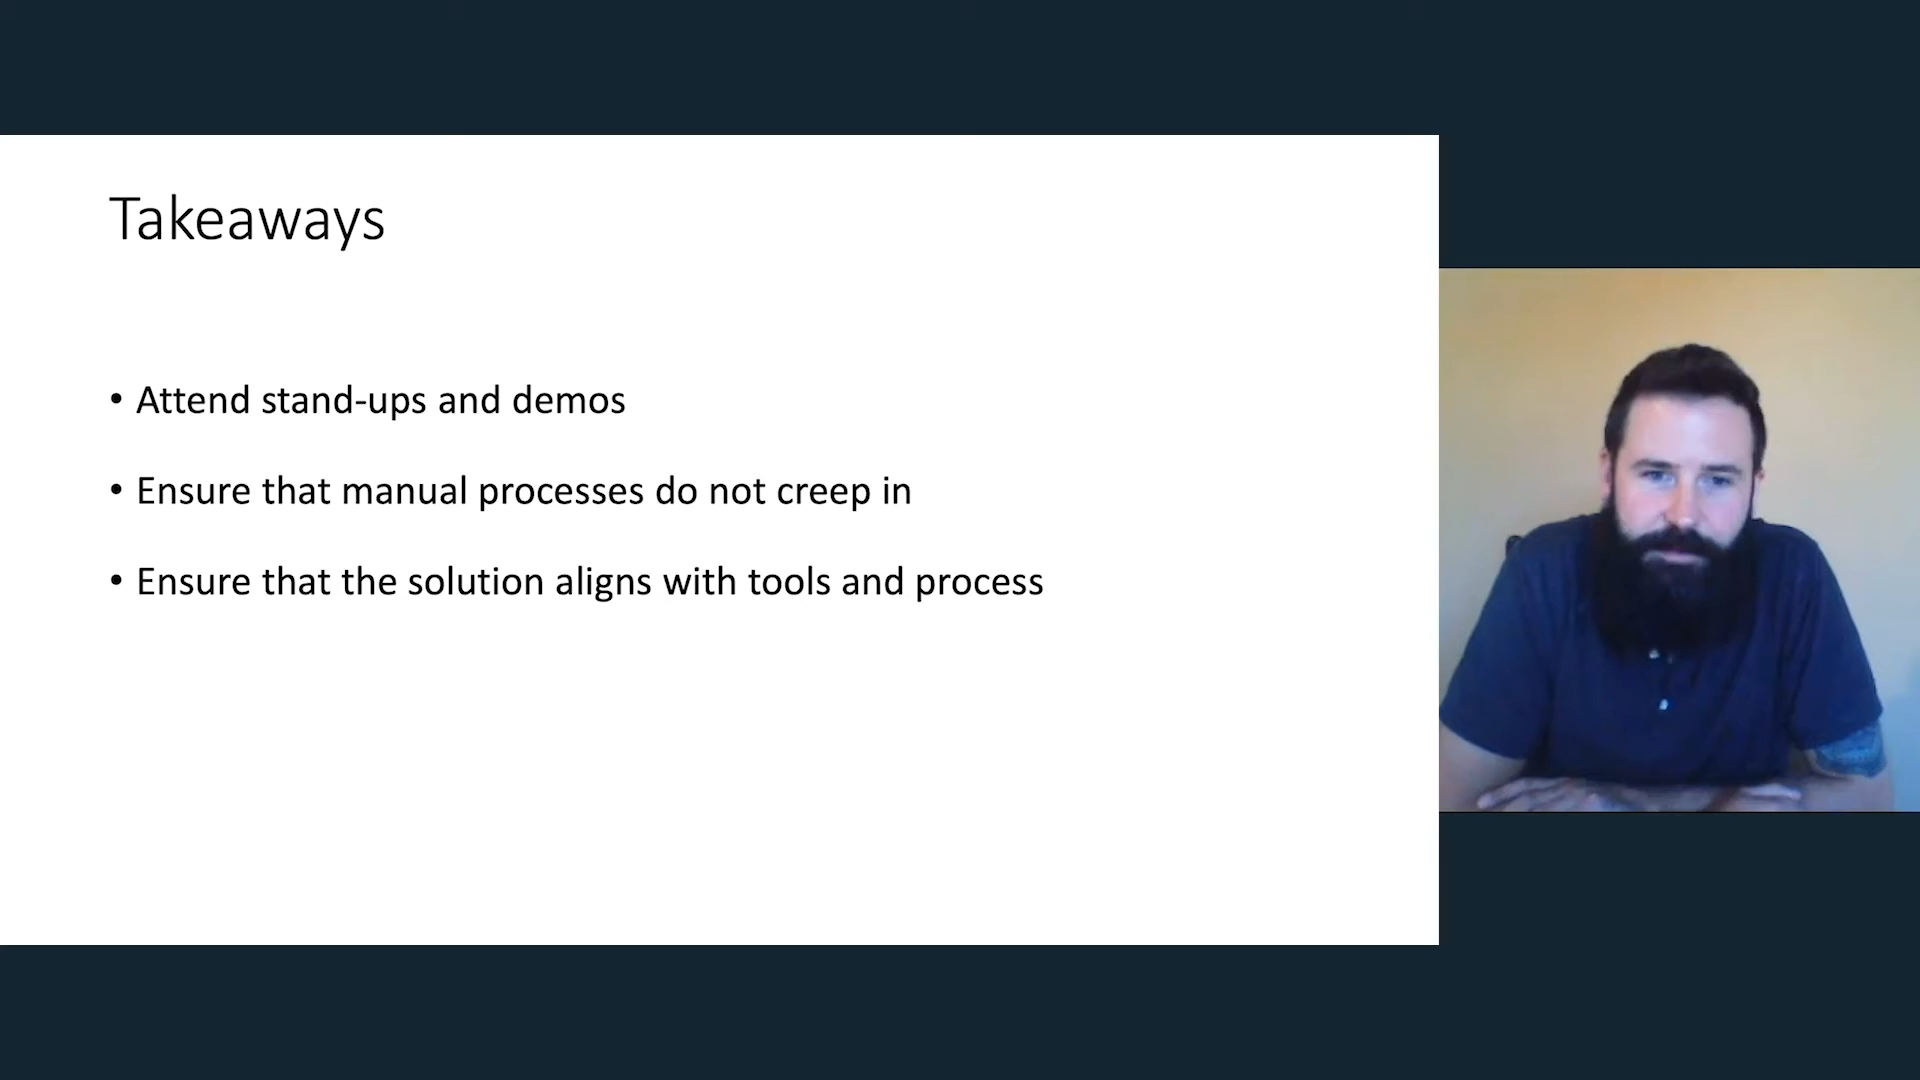 Takeaways
• Attend stand-ups and demos
• Ensure that manual processes do not creep in
• Ensure that the solution aligns with tools and process